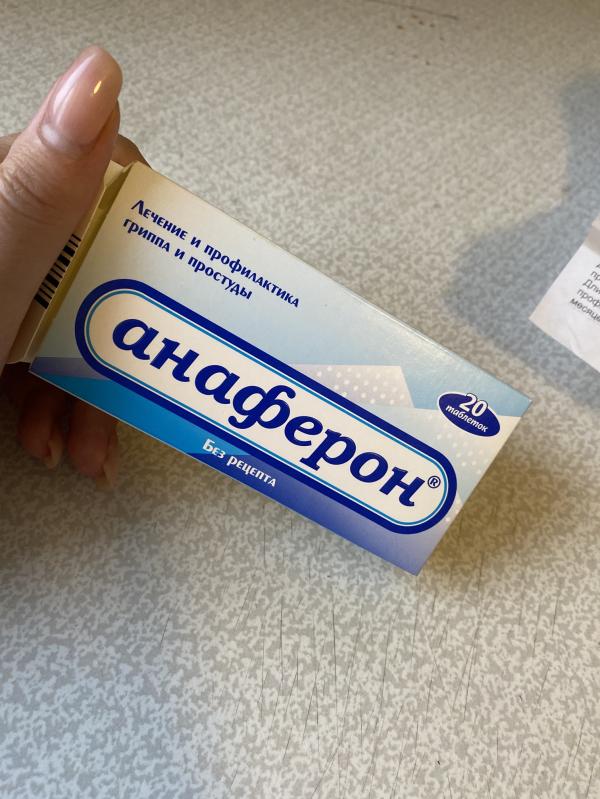 Лечение и профилактика
гриппа и простуды
анаферон®
20
таблеток
Без рецепта